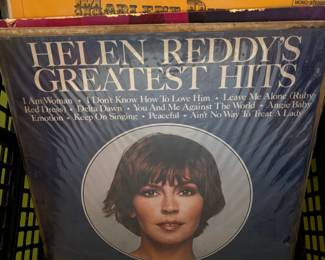 HELEN REDDY'S
GREATEST HITS
I Am Woman • I Don't Know How To Love Him • Leave Me Alone (Ruby
Red Dress) • Delta Dawn • You And Me Against The World • Angie Baby
Emotion • Keep On Singing • Peaceful • Ain't No Way To Treat A Lady